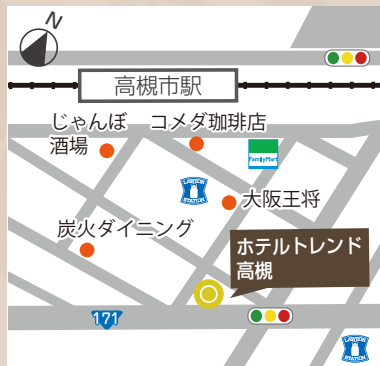 N
高槻市駅
じゃんぼ
酒場
コメダ珈琲店
FamilyMart
LAWSON
STATION
大阪王将
炭火ダイニング
ホテルトレンド
高槻
171
LAWSON
STATION